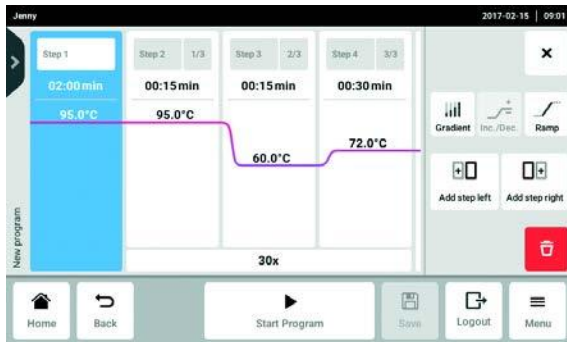 Jenny
2017-02-15 | 09:01
Step 1
Step 2 1/3
Step 3 2/3
Step 4 3/3
02:00 min
00:15 min
00:15 min
00:30 min
95.0°C
95.0°C
60.0°C
72.0°C
30x
New program
Gradient
Inc./Dec.
Ramp
Add step left
Add step right
Home
Back
Start Program
Save
Logout
Menu